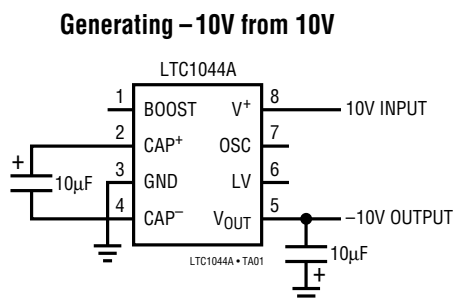 Generating –10V from 10V
LTC1044A
1 BOOST V+ 8 10V INPUT
2 CAP+ OSC 7
+ 10µF
3 GND LV 6
4 CAP– VOUT 5 –10V OUTPUT
10µF
+
LTC1044A • TA01